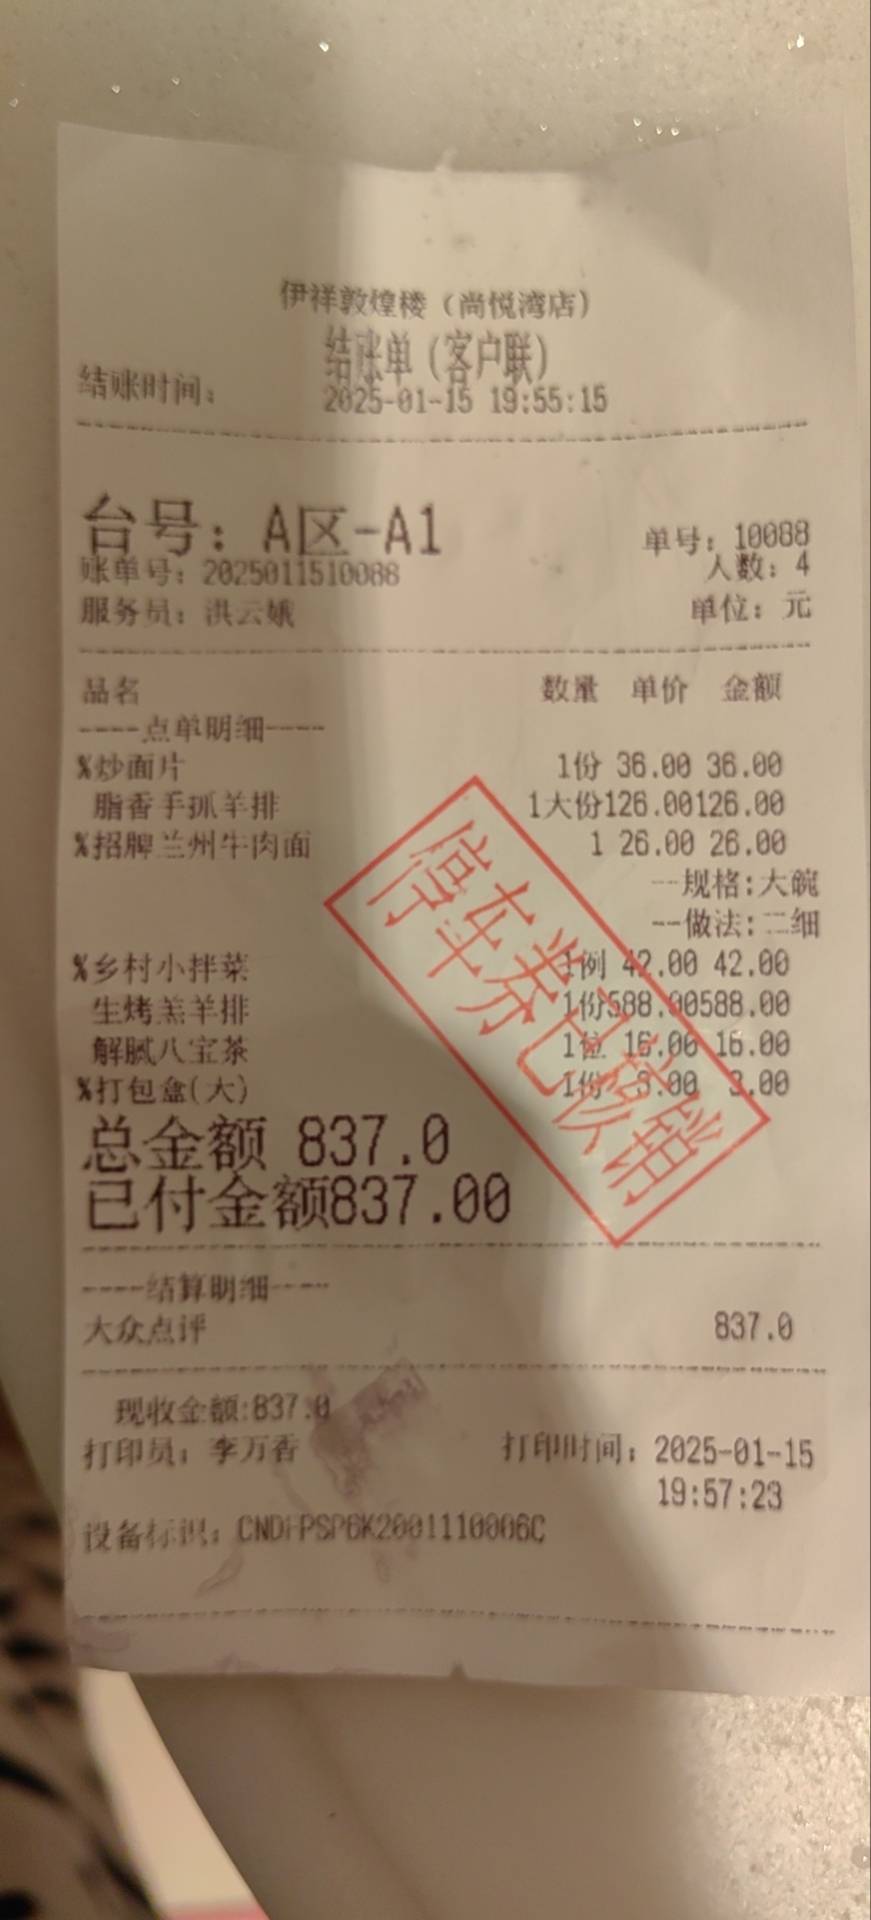 伊祥敦煌楼（尚悦湾店）
结账单（客户联）
结账时间： 2025-01-15 19:55:15
台号：A区-A1 单号：10088
账单号：2025011510088 人数：4
服务员：洪云娥 单位：元
品名 数量 单价 金额
----点单明细----
%炒面片 1份 36.00 36.00
脂香手抓羊排 1大份126.00126.00
%招牌兰州牛肉面 1 26.00 26.00
--规格:大碗
--做法:二细
%乡村小拌菜 1例 42.00 42.00
生烤羔羊排 1份588.00588.00
解腻八宝茶 1位 16.00 16.00
%打包盒(大) 1份 3.00 3.00
停车券已核销
总金额 837.0
已付金额837.00
----结算明细----
大众点评 837.0
现收金额:837.0
打印员：李万香 打印时间：2025-01-15
19:57:23
设备标识：